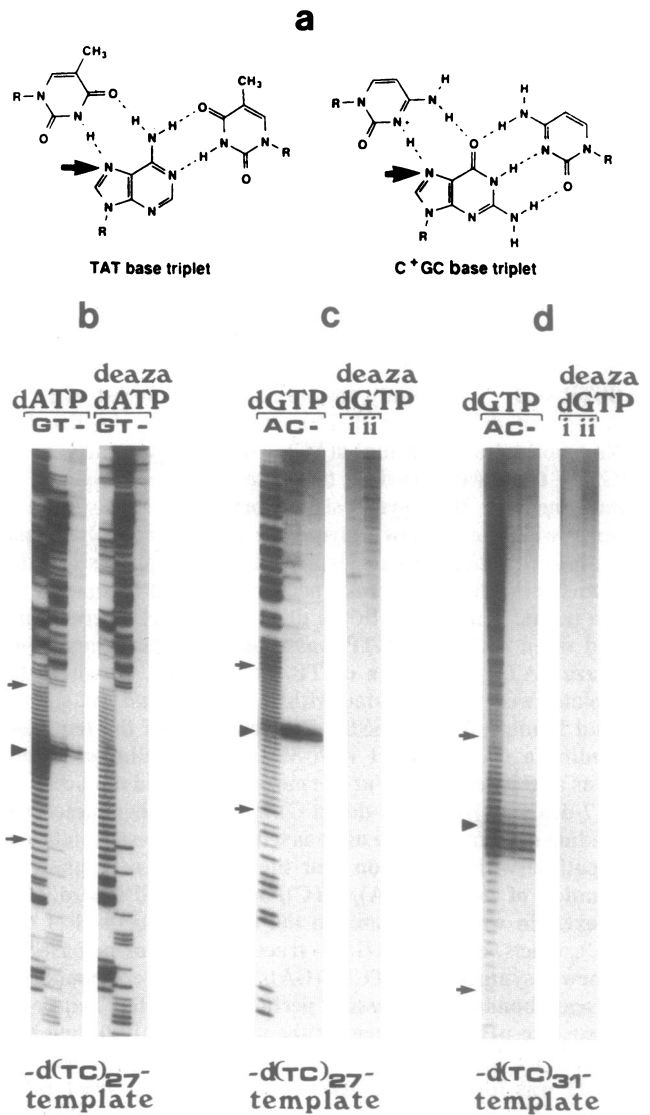 a
CH₃
O
R-N
N
O
H
H
N
H
O
CH₃
N
H-N
N
R
O
N
N
N
R
TAT base triplet
H
N
H
R-N
N+
O
H
O
H
H-N
N
N
R
O
N
N-H
N
N-H
H
N
R
C⁺GC base triplet
b
c
d
dATP
deaza dATP
GT-
GT-
dGTP
deaza dGTP
AC-
i ii
dGTP
deaza dGTP
AC-
i ii
-d(TC)₂₇-
template
-d(TC)₂₇-
template
-d(TC)₃₁-
template